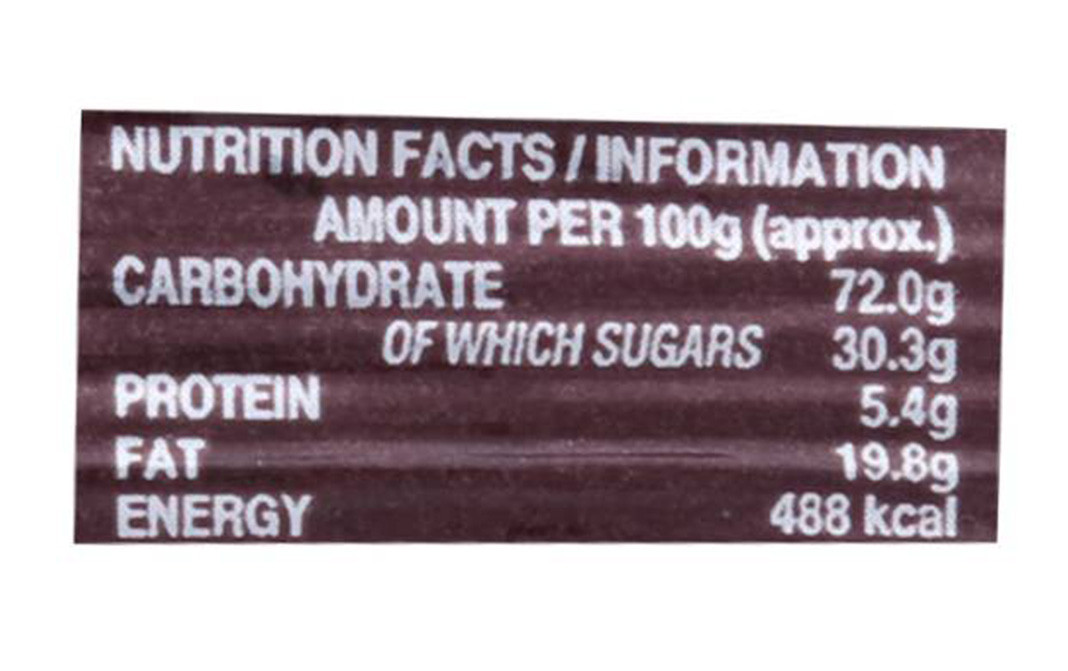 NUTRITION FACTS / INFORMATION
AMOUNT PER 100g (approx.)
CARBOHYDRATE 72.0g
OF WHICH SUGARS 30.3g
PROTEIN 5.4g
FAT 19.8g
ENERGY 488 kcal